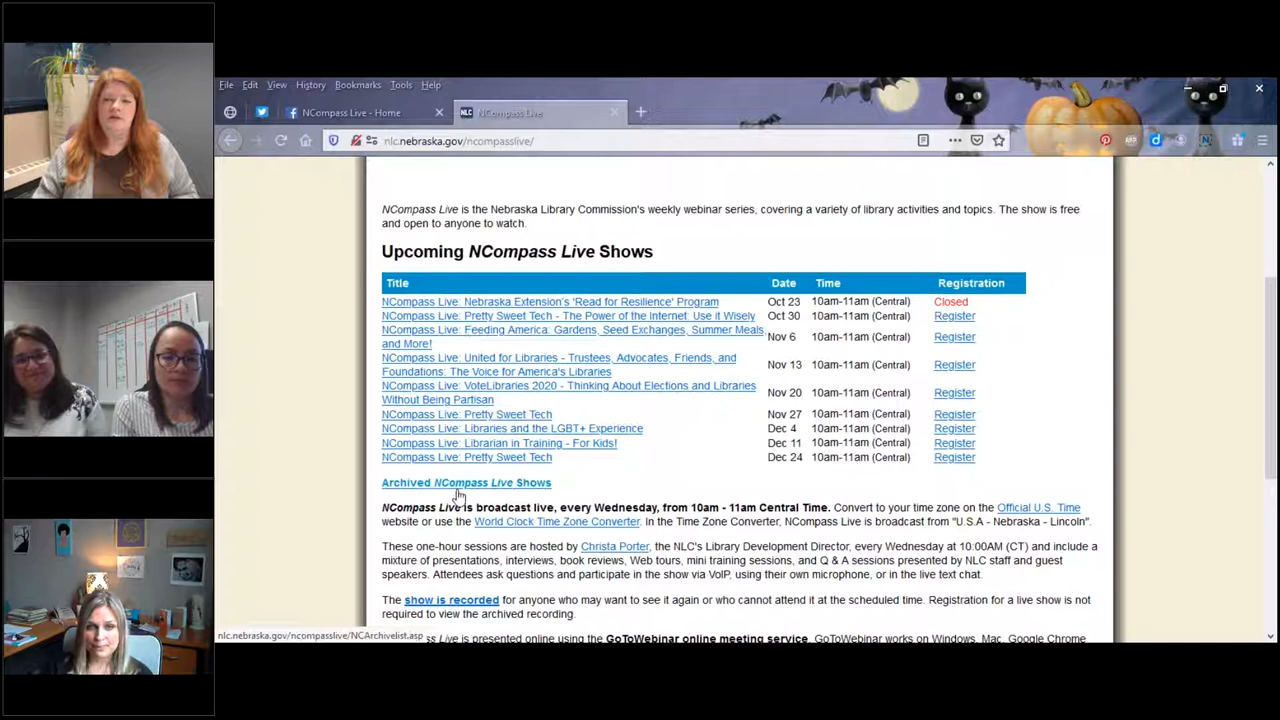 File Edit View History Bookmarks Tools Help
NCompass Live - Home
NLC NCompass Live
nlc.nebraska.gov/ncompasslive/
NCompass Live is the Nebraska Library Commission's weekly webinar series, covering a variety of library activities and topics. The show is free
and open to anyone to watch.
Upcoming NCompass Live Shows
Title Date Time Registration
NCompass Live: Nebraska Extension's 'Read for Resilience' Program Oct 23 10am-11am (Central) Closed
NCompass Live: Pretty Sweet Tech - The Power of the Internet: Use it Wisely Oct 30 10am-11am (Central) Register
NCompass Live: Feeding America: Gardens, Seed Exchanges, Summer Meals
and More! Nov 6 10am-11am (Central) Register
NCompass Live: United for Libraries - Trustees, Advocates, Friends, and
Foundations: The Voice for America's Libraries Nov 13 10am-11am (Central) Register
NCompass Live: VoteLibraries 2020 - Thinking About Elections and Libraries
Without Being Partisan Nov 20 10am-11am (Central) Register
NCompass Live: Pretty Sweet Tech Nov 27 10am-11am (Central) Register
NCompass Live: Libraries and the LGBT+ Experience Dec 4 10am-11am (Central) Register
NCompass Live: Librarian in Training - For Kids! Dec 11 10am-11am (Central) Register
NCompass Live: Pretty Sweet Tech Dec 24 10am-11am (Central) Register
Archived NCompass Live Shows
NCompass Live is broadcast live, every Wednesday, from 10am - 11am Central Time. Convert to your time zone on the Official U.S. Time
website or use the World Clock Time Zone Converter. In the Time Zone Converter, NCompass Live is broadcast from "U.S.A - Nebraska - Lincoln".
These one-hour sessions are hosted by Christa Porter, the NLC's Library Development Director, every Wednesday at 10:00AM (CT) and include a
mixture of presentations, interviews, book reviews, Web tours, mini training sessions, and Q & A sessions presented by NLC staff and guest
speakers. Attendees ask questions and participate in the show via VoIP, using their own microphone, or in the live text chat.
The show is recorded for anyone who may want to see it again or who cannot attend it at the scheduled time. Registration for a live show is not
required to view the archived recording.
nlc.nebraska.gov/ncompasslive/NCArchivelist.asp
Live is presented online using the GoToWebinar online meeting service. GoToWebinar works on Windows, Mac, Google Chrome